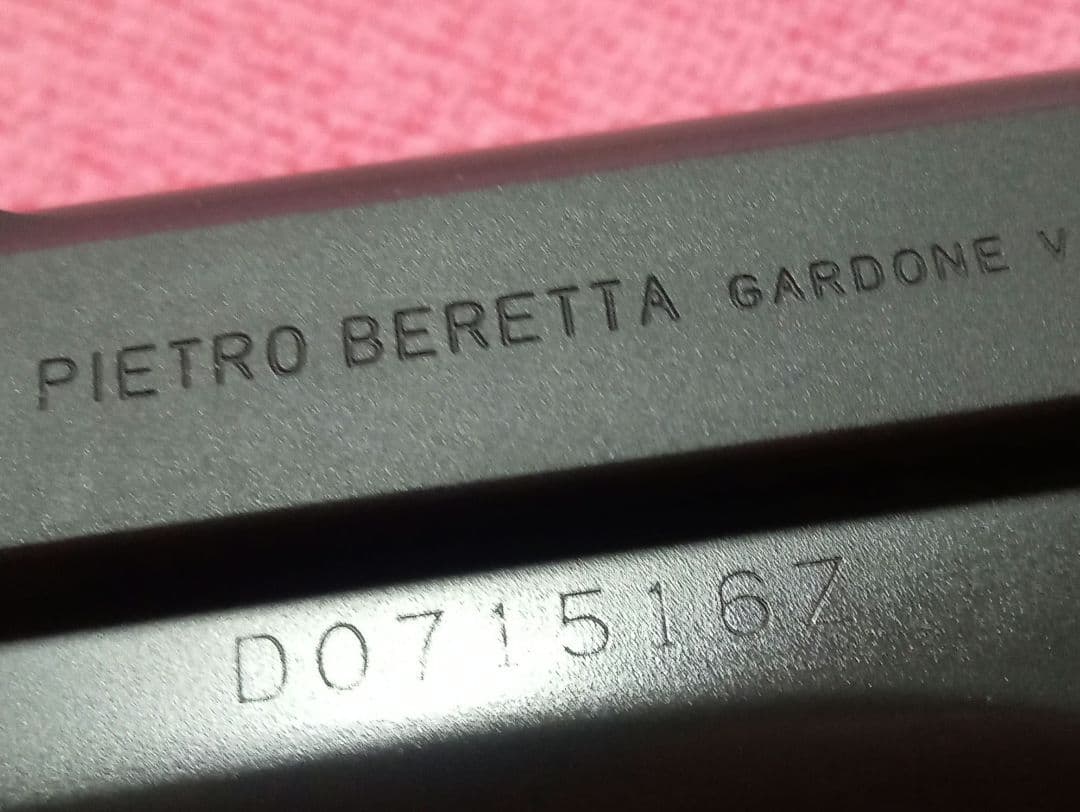 PIETRO BERETTA GARDONE V
D071516Z